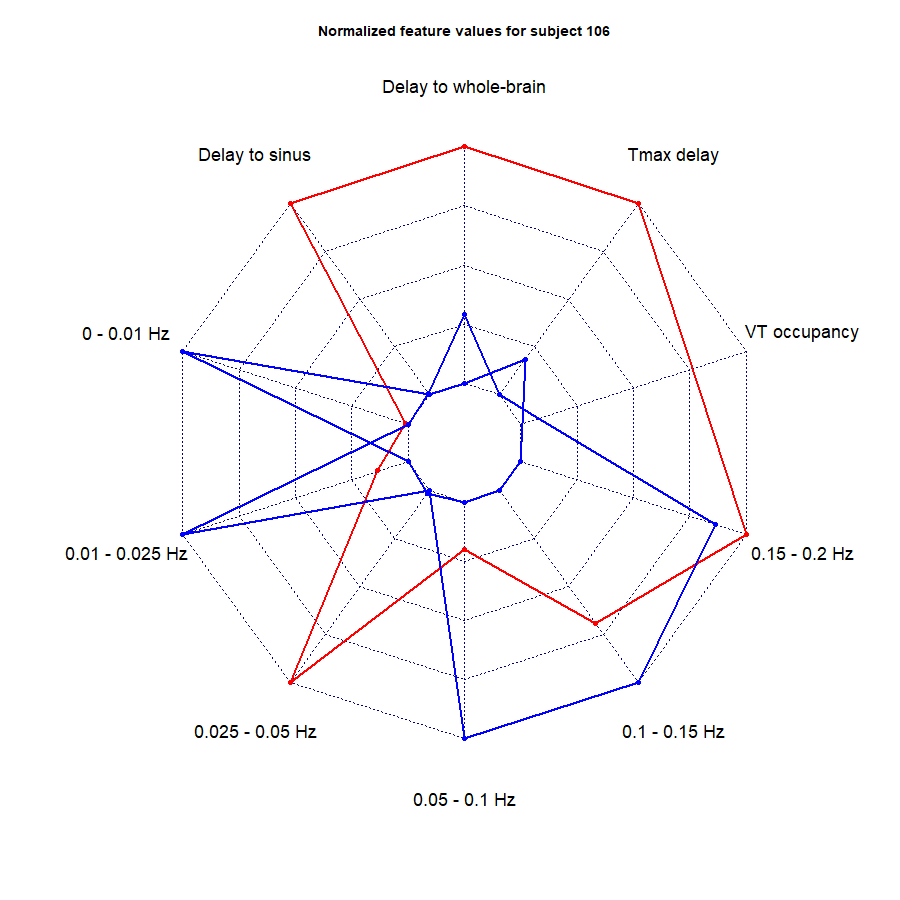 Normalized feature values for subject 106
Delay to whole-brain
Delay to sinus
Tmax delay
0 - 0.01 Hz
VT occupancy
0.01 - 0.025 Hz
0.15 - 0.2 Hz
0.025 - 0.05 Hz
0.1 - 0.15 Hz
0.05 - 0.1 Hz